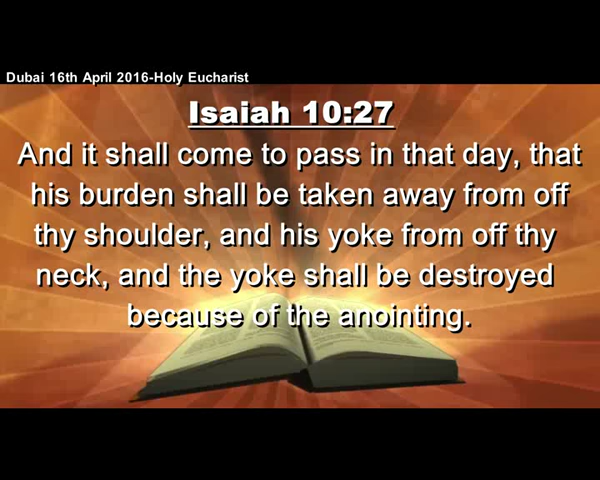 Dubai 16th April 2016-Holy Eucharist
Isaiah 10:27
And it shall come to pass in that day, that
his burden shall be taken away from off
thy shoulder, and his yoke from off thy
neck, and the yoke shall be destroyed
because of the anointing.